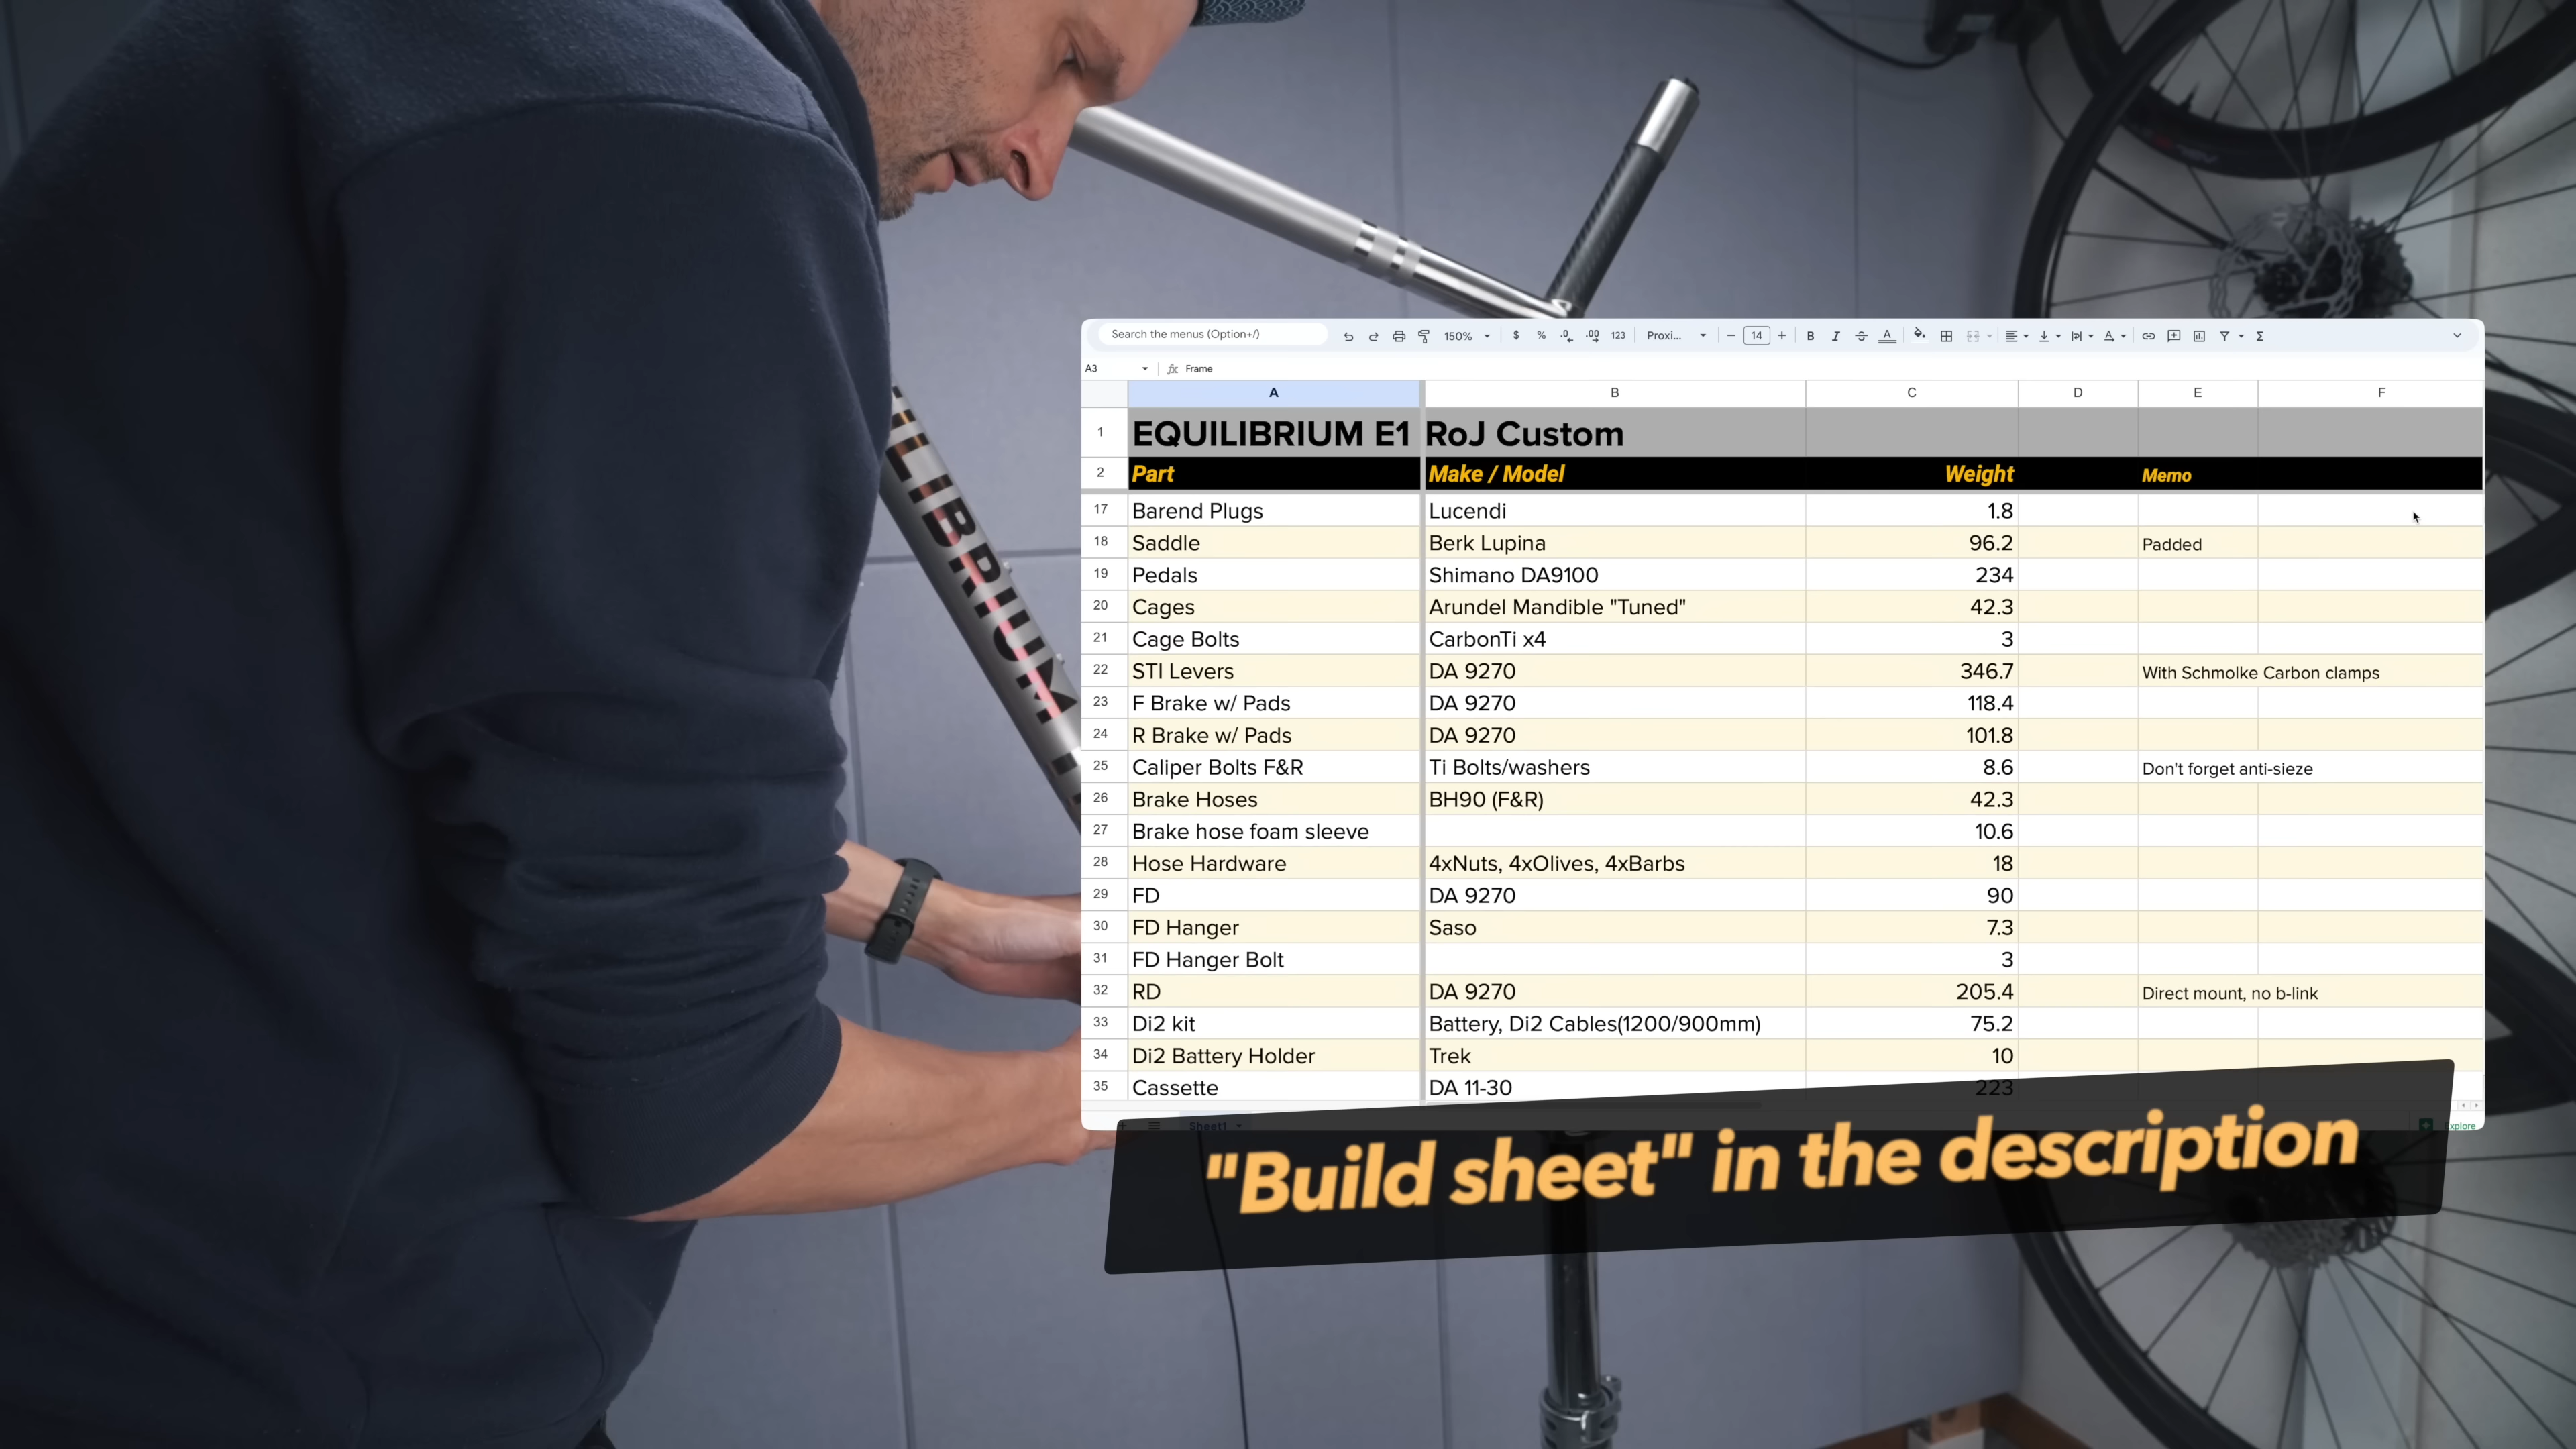 Search the menus (Option+/)
150%
$ % .0 .00 123
Proxi...
14
B I A
A3
fx Frame
A B C D E F
1 EQUILIBRIUM E1 RoJ Custom
2 Part Make / Model Weight Memo
17 Barend Plugs Lucendi 1.8
18 Saddle Berk Lupina 96.2 Padded
19 Pedals Shimano DA9100 234
20 Cages Arundel Mandible "Tuned" 42.3
21 Cage Bolts CarbonTi x4 3
22 STI Levers DA 9270 346.7 With Schmolke Carbon clamps
23 F Brake w/ Pads DA 9270 118.4
24 R Brake w/ Pads DA 9270 101.8
25 Caliper Bolts F&R Ti Bolts/washers 8.6 Don't forget anti-sieze
26 Brake Hoses BH90 (F&R) 42.3
27 Brake hose foam sleeve 10.6
28 Hose Hardware 4xNuts, 4xOlives, 4xBarbs 18
29 FD DA 9270 90
30 FD Hanger Saso 7.3
31 FD Hanger Bolt 3
32 RD DA 9270 205.4 Direct mount, no b-link
33 Di2 kit Battery, Di2 Cables(1200/900mm) 75.2
34 Di2 Battery Holder Trek 10
35 Cassette DA 11-30 223
Sheet1
xplore
"Build sheet" in the description
LIBRIUM